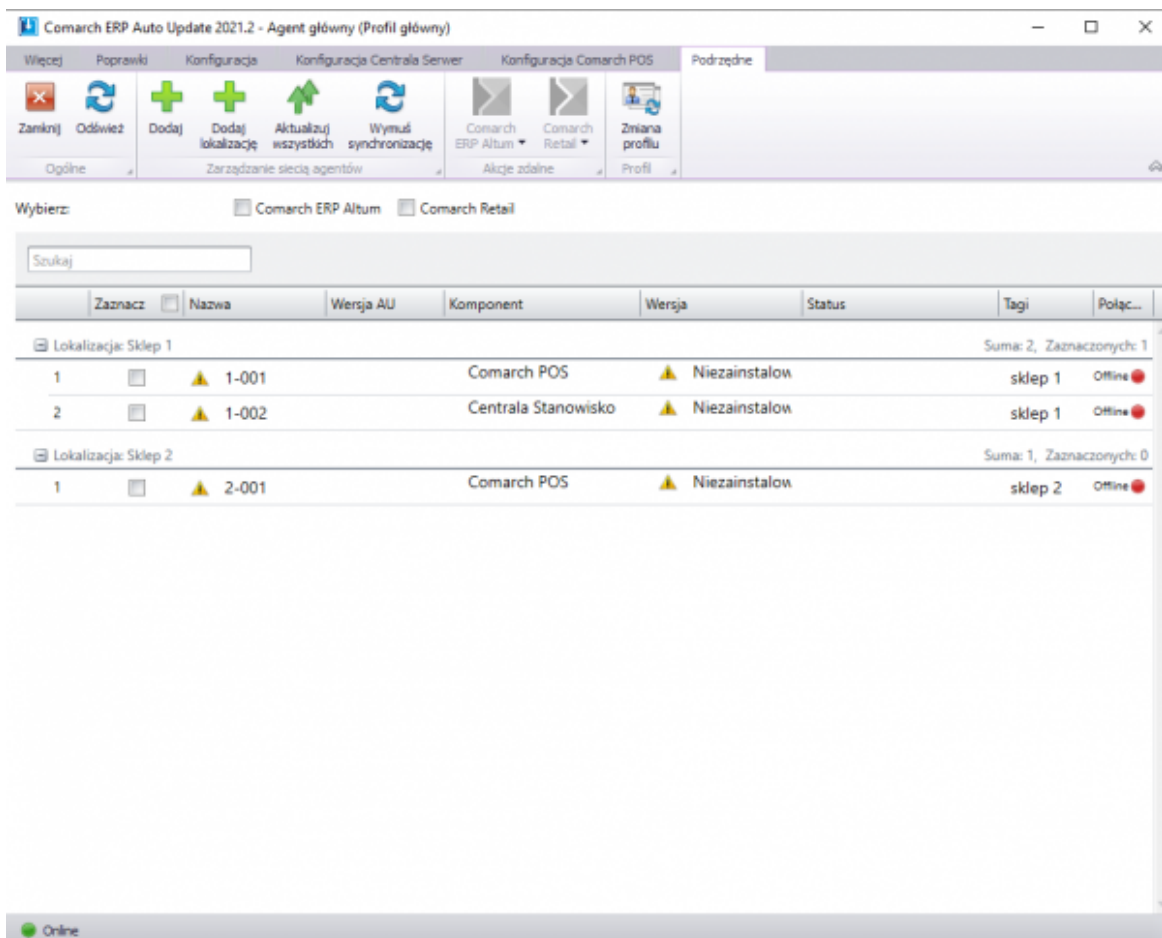 Comarch ERP Auto Update 2021.2 - Agent główny (Profil główny)
Więcej Poprawki Konfiguracja Konfiguracja Centrala Serwer Konfiguracja Comarch POS Podrzędne
Zamknij Odśwież Dodaj Dodaj lokalizację Aktualizuj wszystkich Wymuś synchronizację Comarch ERP Altum Comarch Retail Zmiana profilu
Ogólne Zarządzanie siecią agentów Akcje zdalne Profil
Wybierz: Comarch ERP Altum Comarch Retail
Szukaj
Zaznacz Nazwa Wersja AU Komponent Wersja Status Tagi Połąc...
Lokalizacja: Sklep 1 Suma: 2, Zaznaczonych: 1
1 1-001 Comarch POS Niezainstalow sklep 1 Offline
2 1-002 Centrala Stanowisko Niezainstalow sklep 1 Offline
Lokalizacja: Sklep 2 Suma: 1, Zaznaczonych: 0
1 2-001 Comarch POS Niezainstalow sklep 2 Offline
Online